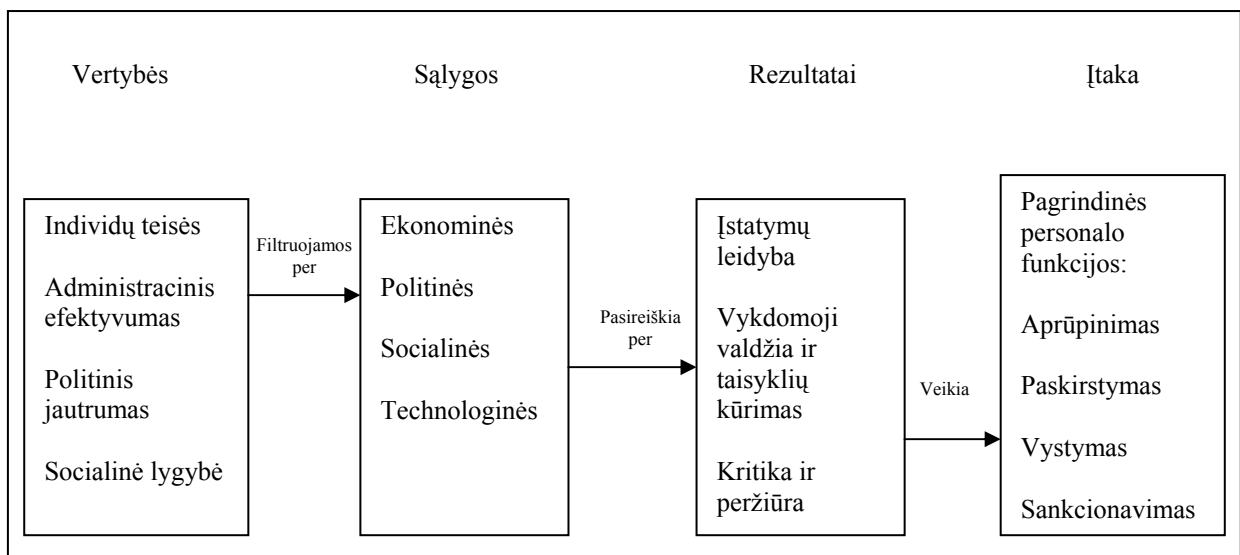 Vertybės
Sąlygos
Rezultatai
Įtaka
Individų teisės
Administracinis
efektyvumas
Politinis
jautrumas
Socialinė lygybė
Filtruojamos
per
Ekonominės
Politinės
Socialinės
Technologinės
Pasireiškia
per
Įstatymų
leidyba
Vykdomoji
valdžia ir
taisyklių
kūrimas
Kritika ir
peržiūra
Veikia
Pagrindinės
personalo
funkcijos:
Aprūpinimas
Paskirstymas
Vystymas
Sankcionavimas